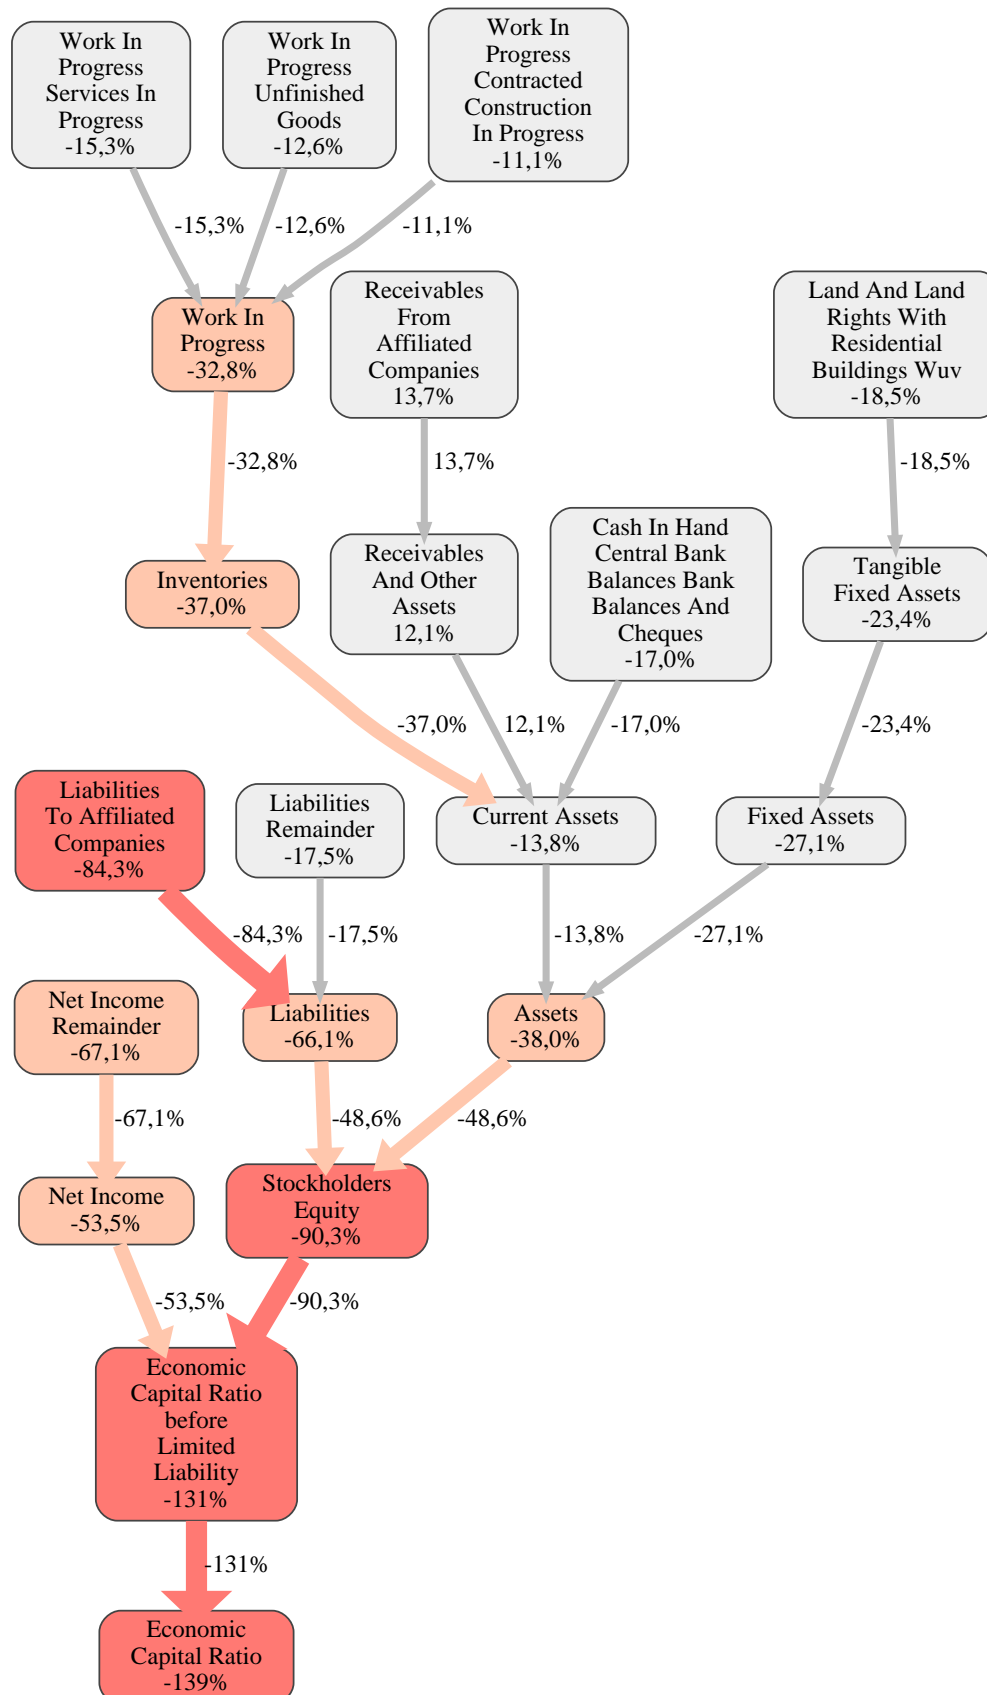 Work In
Progress
Services In
Progress
-15,3%
Work In
Progress
Unfinished
Goods
-12,6%
Work In
Progress
Contracted
Construction
In Progress
-11,1%
-15,3%
-12,6%
-11,1%
Work In
Progress
-32,8%
Receivables
From
Affiliated
Companies
13,7%
Land And Land
Rights With
Residential
Buildings Wuv
-18,5%
-32,8%
13,7%
-18,5%
Inventories
-37,0%
Receivables
And Other
Assets
12,1%
Cash In Hand
Central Bank
Balances Bank
Balances And
Cheques
-17,0%
Tangible
Fixed Assets
-23,4%
-37,0%
12,1%
-17,0%
-23,4%
Liabilities
To Affiliated
Companies
-84,3%
Liabilities
Remainder
-17,5%
Current Assets
-13,8%
Fixed Assets
-27,1%
-84,3%
-17,5%
-13,8%
-27,1%
Net Income
Remainder
-67,1%
Liabilities
-66,1%
Assets
-38,0%
-67,1%
-48,6%
-48,6%
Net Income
-53,5%
Stockholders
Equity
-90,3%
-53,5%
-90,3%
Economic
Capital Ratio
before
Limited
Liability
-131%
-131%
Economic
Capital Ratio
-139%